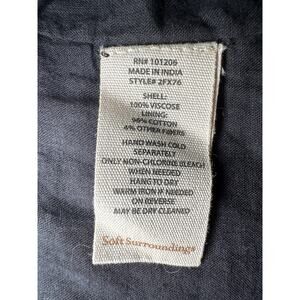 RN# 101206
MADE IN INDIA
STYLE# 2FX76
SHELL:
100% VISCOSE
LINING:
96% COTTON
4% OTHER FIBERS
HAND WASH COLD
SEPARATELY
ONLY NON-CHLORINE BLEACH
WHEN NEEDED
HANG TO DRY
WARM IRON IF NEEDED
ON REVERSE
MAY BE DRY CLEANED
Soft Surroundings